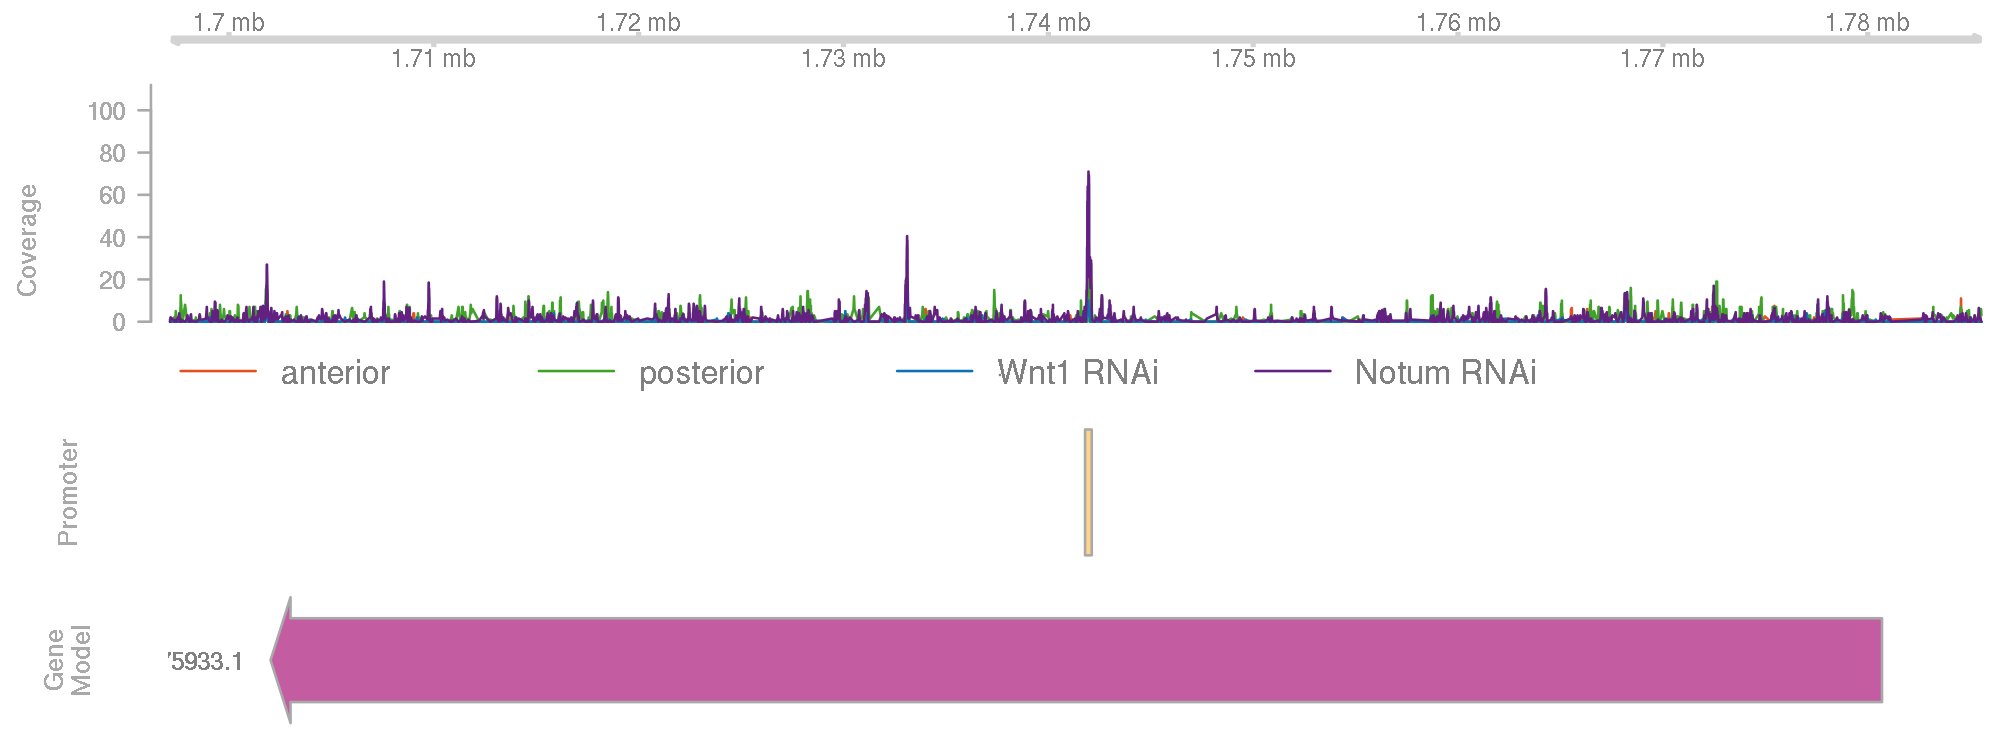 1.7 mb 1.72 mb 1.74 mb 1.76 mb 1.78 mb
1.71 mb 1.73 mb 1.75 mb 1.77 mb
Coverage
100
80
60
40
20
0
anterior posterior Wnt1 RNAi Notum RNAi
Promoter
Gene
Model
5933.1